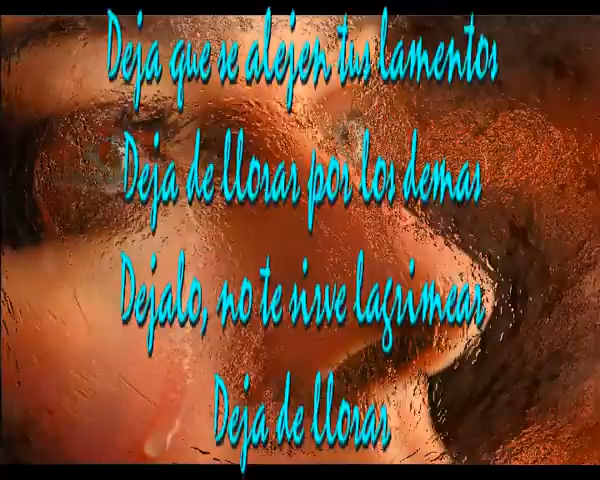 Deja que se alejen tus lamentos
Deja de llorar por los demas
Dejalo, no te sirve lagrimear
Deja de llorar